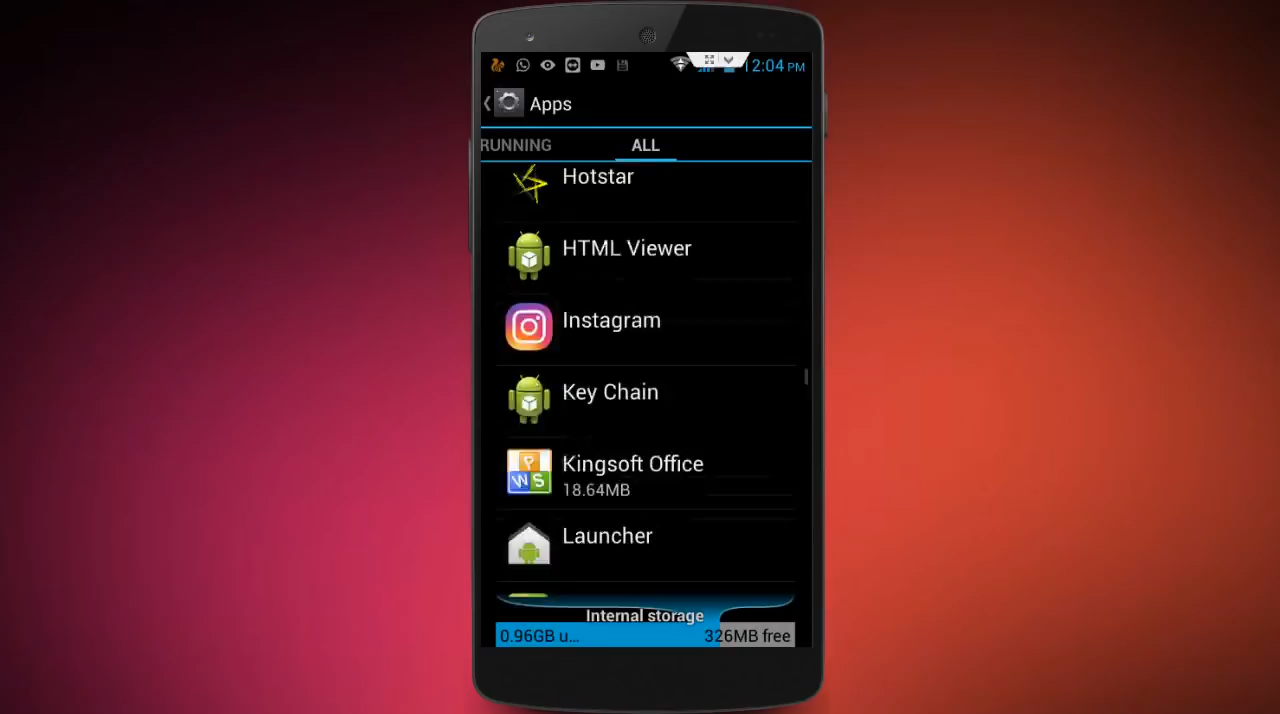 12:04 PM
Apps
RUNNING
ALL
Hotstar
HTML Viewer
Instagram
Key Chain
Kingsoft Office
18.64MB
Launcher
Internal storage
0.96GB u...
326MB free